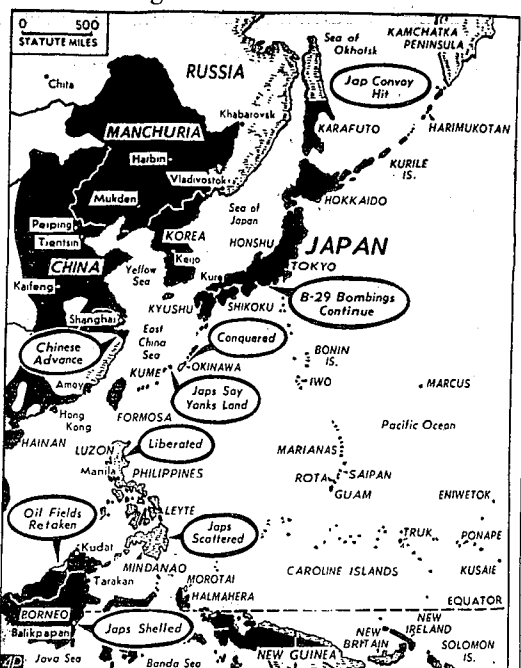 0 500
STATUTE MILES
Sea of
Okhotsk
KAMCHATKA
PENINSULA
RUSSIA
Chita
Jap Convoy
Hit
Khabarovsk
KARAFUTO
HARIMUKOTAN
MANCHURIA
Harbin
KURILE
IS.
Vladivostok
Mukden
HOKKAIDO
Sea of
Japan
Peiping
Tientsin
KOREA
HONSHU
JAPAN
CHINA
Keijo
Yellow
Sea
Kure
TOKYO
Kaifeng
KYUSHU
SHIKOKU
B-29 Bombings
Continue
Shanghai
East
China
Sea
Conquered
Chinese
Advance
BONIN
IS.
KUME
OKINAWA
IWO
MARCUS
Amoy
Japs Say
Yanks Land
Hong
Kong
FORMOSA
Pacific Ocean
HAINAN
LUZON
Liberated
MARIANAS
Manila
PHILIPPINES
ROTA
SAIPAN
GUAM
ENIWETOK
Oil Fields
Retaken
LEYTE
Japs
Scattered
TRUK
PONAPE
Kudat
MINDANAO
CAROLINE ISLANDS
KUSAIE
Tarakan
MOROTAI
HALMAHERA
EQUATOR
BORNEO
Balikpapan
Japs Shelled
NEW
IRELAND
NEW
BRITAIN
SOLOMON
IS.
AP
Java Sea
Banda Sea
NEW GUINEA